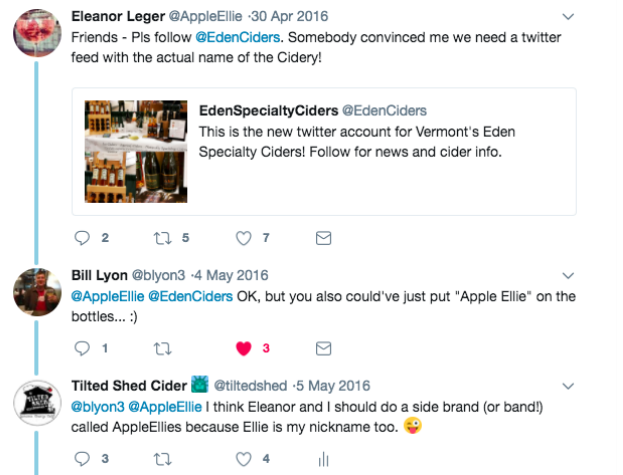 Eleanor Leger @AppleEllie ·30 Apr 2016
Friends - Pls follow @EdenCiders. Somebody convinced me we need a twitter
feed with the actual name of the Cidery!
EdenSpecialtyCiders @EdenCiders
This is the new twitter account for Vermont's Eden
Specialty Ciders! Follow for news and cider info.
2 5 7
Bill Lyon @blyon3 ·4 May 2016
@AppleEllie @EdenCiders OK, but you also could've just put "Apple Ellie" on the
bottles... :)
1 3
Tilted Shed Cider @tiltedshed ·5 May 2016
@blyon3 @AppleEllie I think Eleanor and I should do a side brand (or band!)
called AppleEllies because Ellie is my nickname too. 😜
3 4